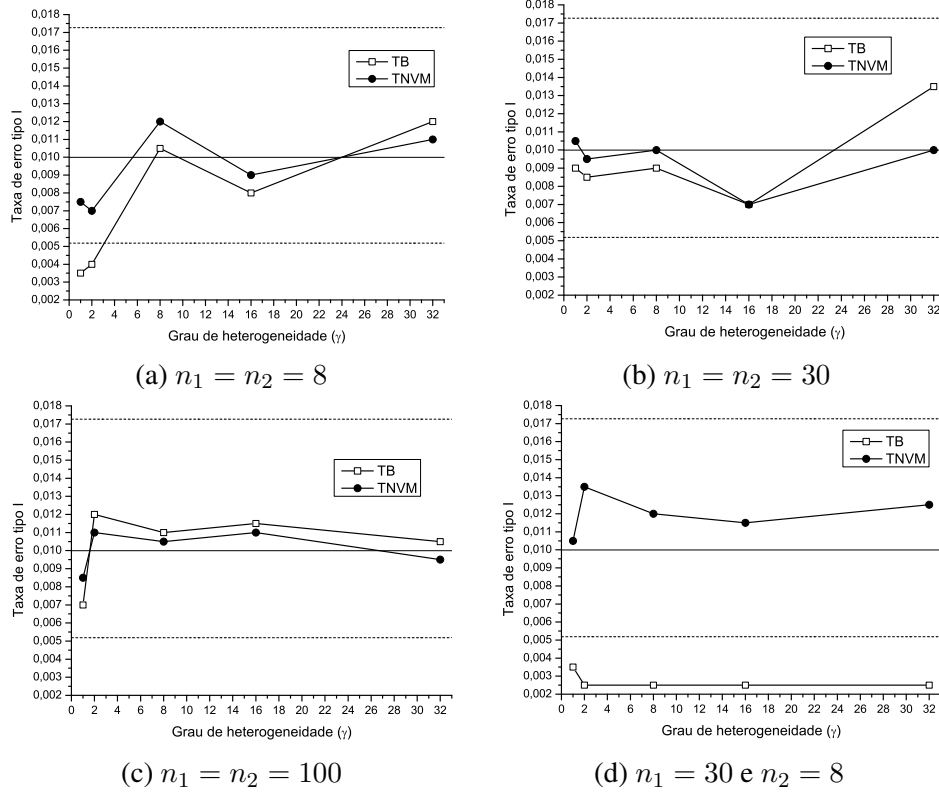 0,018
0,017
0,016
0,015
0,014
0,013
0,012
0,011
0,010
0,009
0,008
0,007
0,006
0,005
0,004
0,003
0,002
Taxa de erro tipo I
TB
TNVM
0 2 4 6 8 10 12 14 16 18 20 22 24 26 28 30 32
Grau de heterogeneidade (γ)
(a) n₁ = n₂ = 8
0,018
0,017
0,016
0,015
0,014
0,013
0,012
0,011
0,010
0,009
0,008
0,007
0,006
0,005
0,004
0,003
0,002
Taxa de erro tipo I
TB
TNVM
0 2 4 6 8 10 12 14 16 18 20 22 24 26 28 30 32
Grau de heterogeneidade (γ)
(b) n₁ = n₂ = 30
0,018
0,017
0,016
0,015
0,014
0,013
0,012
0,011
0,010
0,009
0,008
0,007
0,006
0,005
0,004
0,003
0,002
Taxa de erro tipo I
TB
TNVM
0 2 4 6 8 10 12 14 16 18 20 22 24 26 28 30 32
Grau de heterogeneidade (γ)
(c) n₁ = n₂ = 100
0,018
0,017
0,016
0,015
0,014
0,013
0,012
0,011
0,010
0,009
0,008
0,007
0,006
0,005
0,004
0,003
0,002
Taxa de erro tipo I
TB
TNVM
0 2 4 6 8 10 12 14 16 18 20 22 24 26 28 30 32
Grau de heterogeneidade (γ)
(d) n₁ = 30 e n₂ = 8